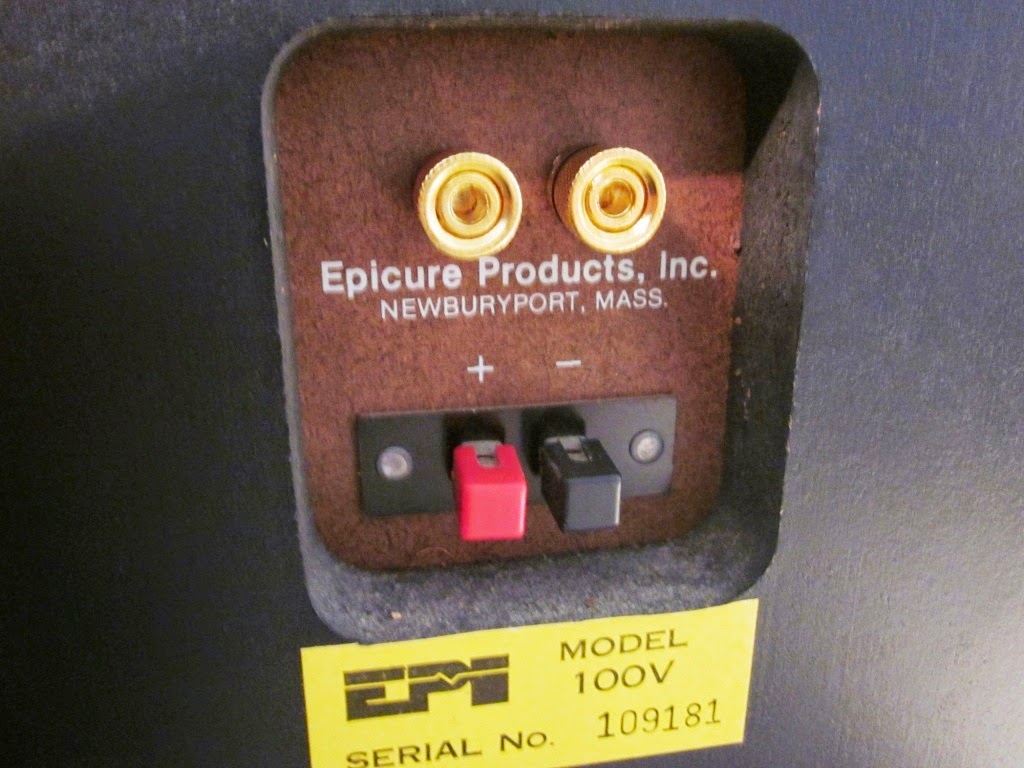 Epicure Products, Inc.
NEWBURYPORT, MASS.
+ −
EPI
MODEL
100V
SERIAL No. 109181